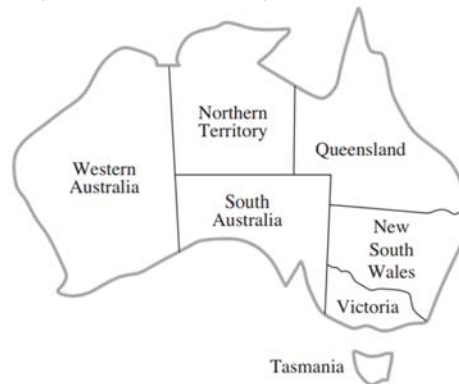 Northern
Territory
Western
Australia
Queensland
South
Australia
New
South
Wales
Victoria
Tasmania